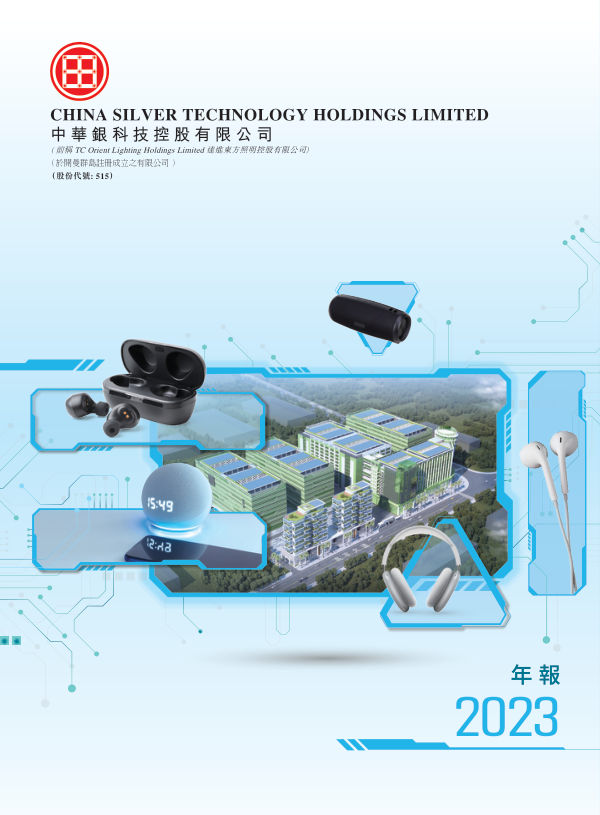 CHINA SILVER TECHNOLOGY HOLDINGS LIMITED
中華銀科技控股有限公司
(前稱 TC Orient Lighting Holdings Limited 達進東方照明控股有限公司)
(於開曼群島註冊成立之有限公司)
(股份代號: 515)
15:49
年報
2023